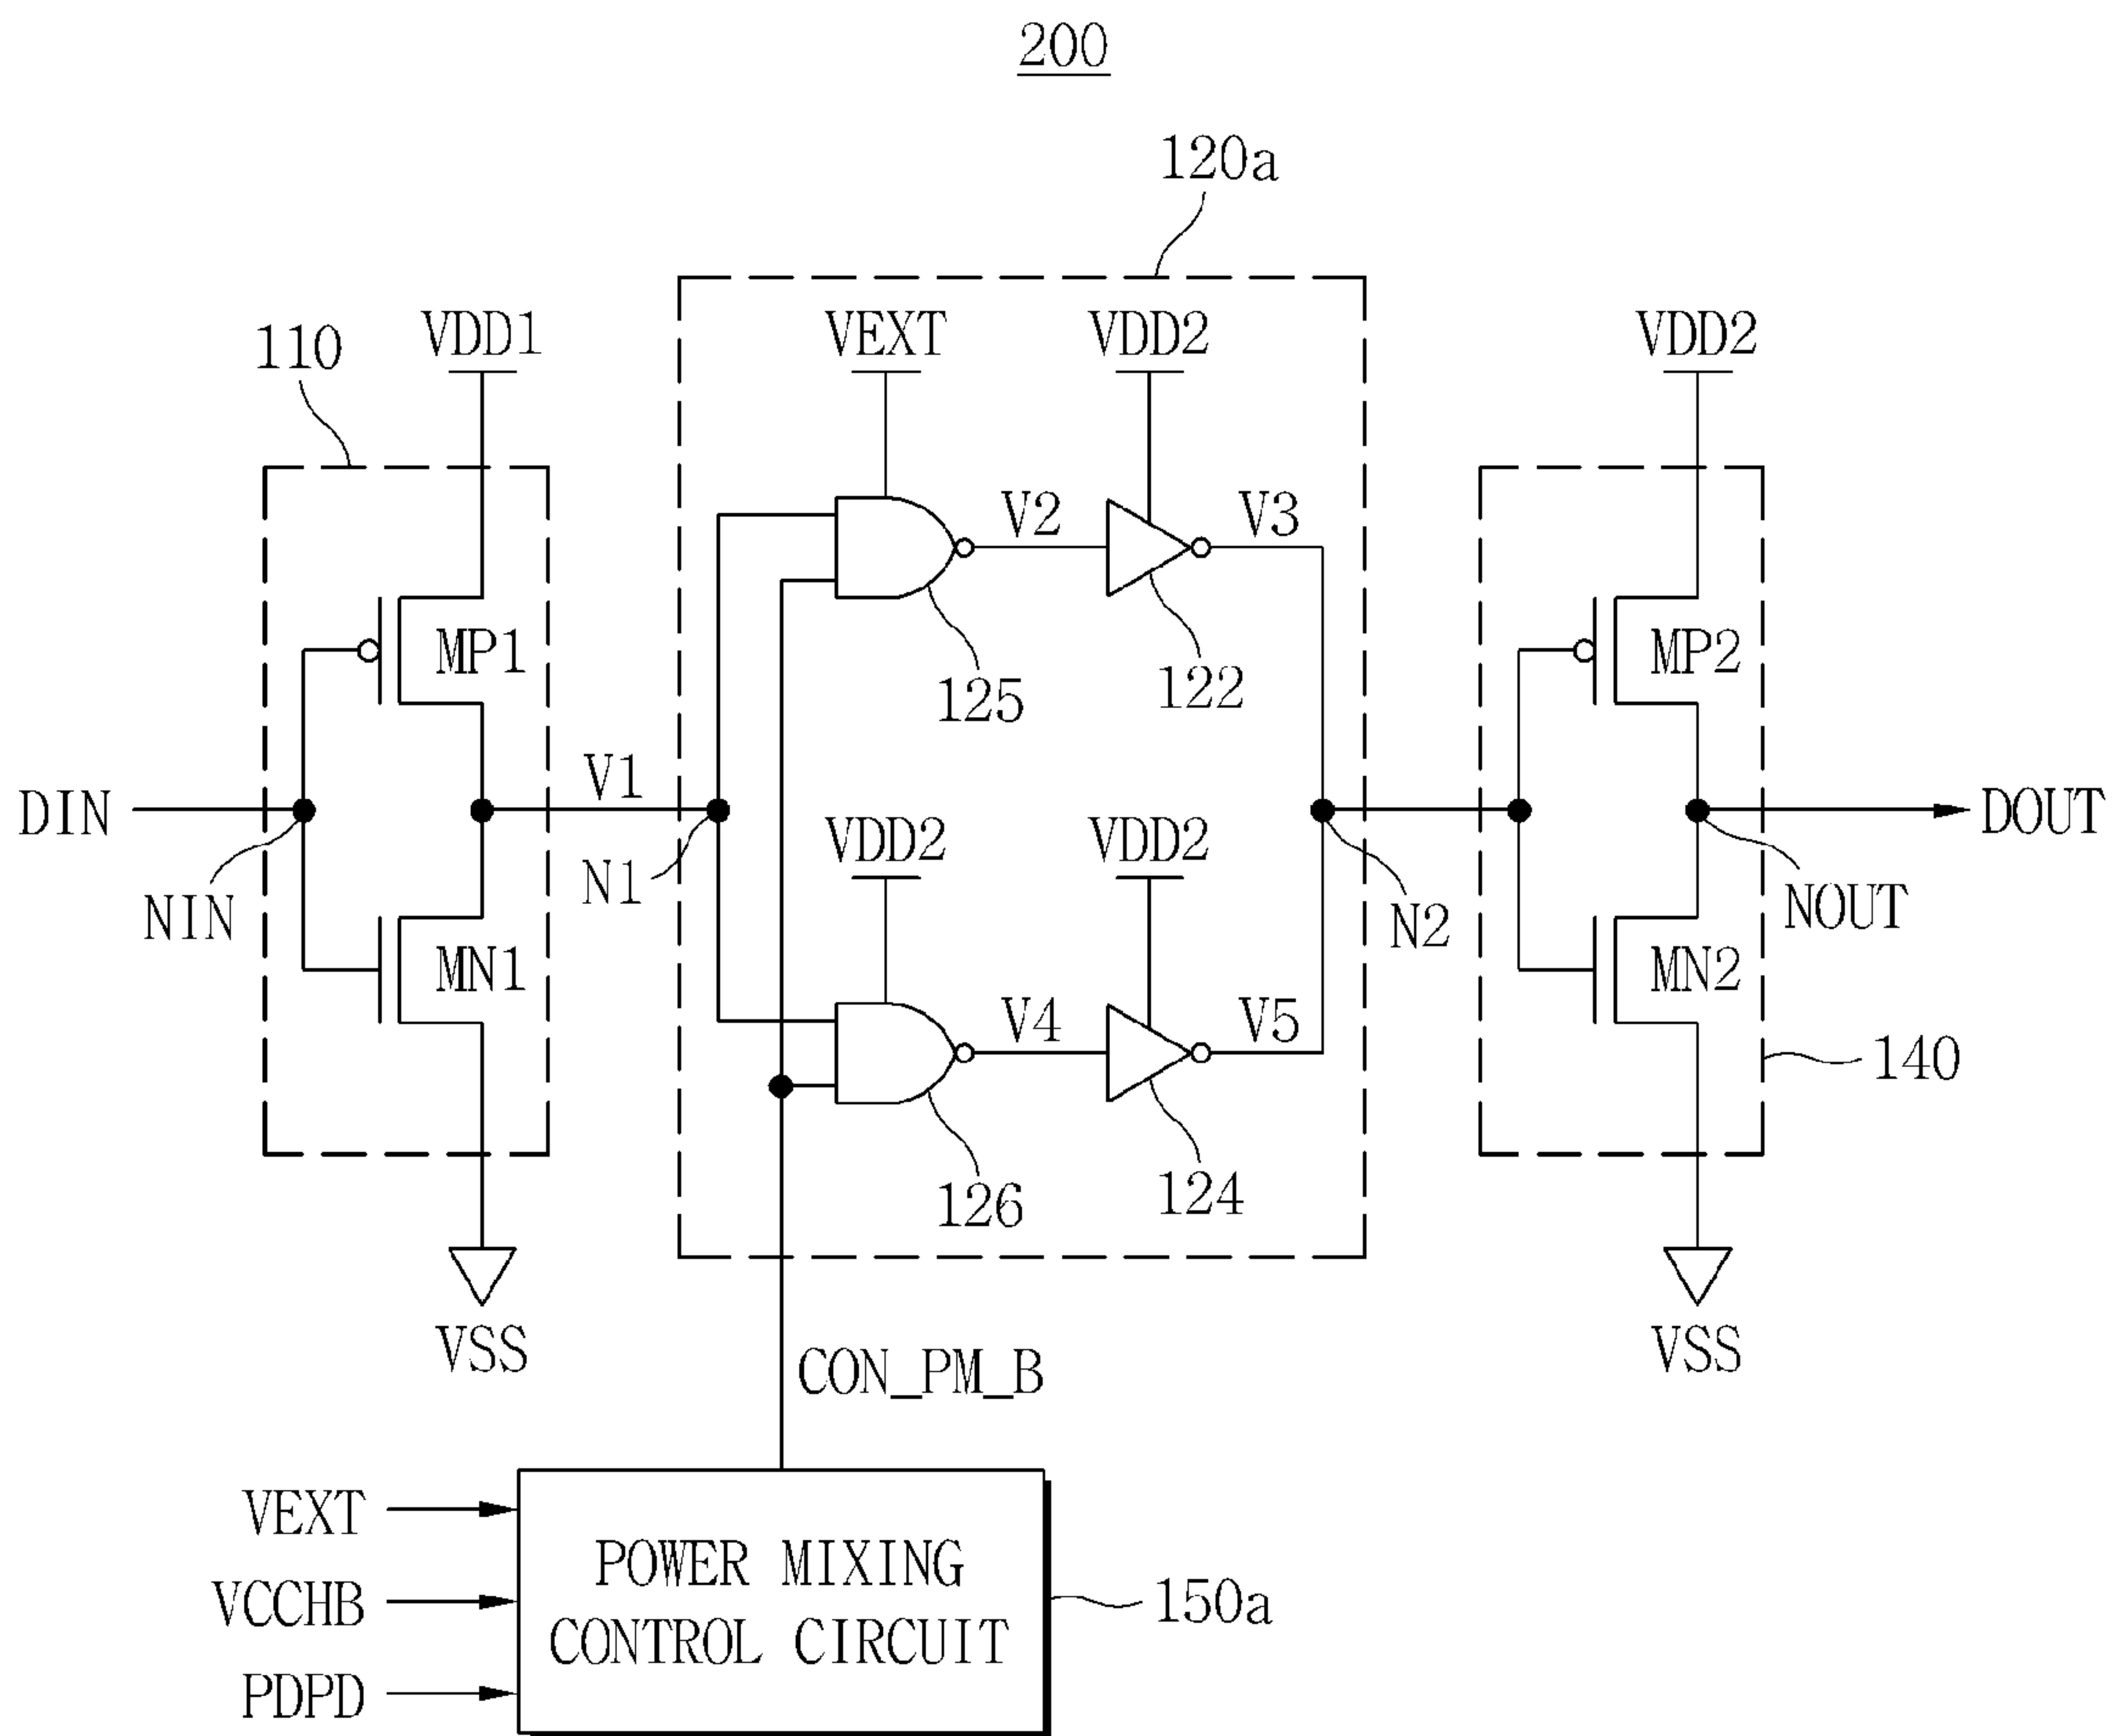 200
120a
110
VDD1
VEXT
VDD2
VDD2
V2
V3
MP1
MP2
125
122
DIN
V1
DOUT
NIN
N1
VDD2
VDD2
N2
NOUT
MN1
V4
V5
MN2
140
126
124
VSS
VSS
CON_PM_B
VEXT
VCCHB
PDPD
POWER MIXING
CONTROL CIRCUIT
150a